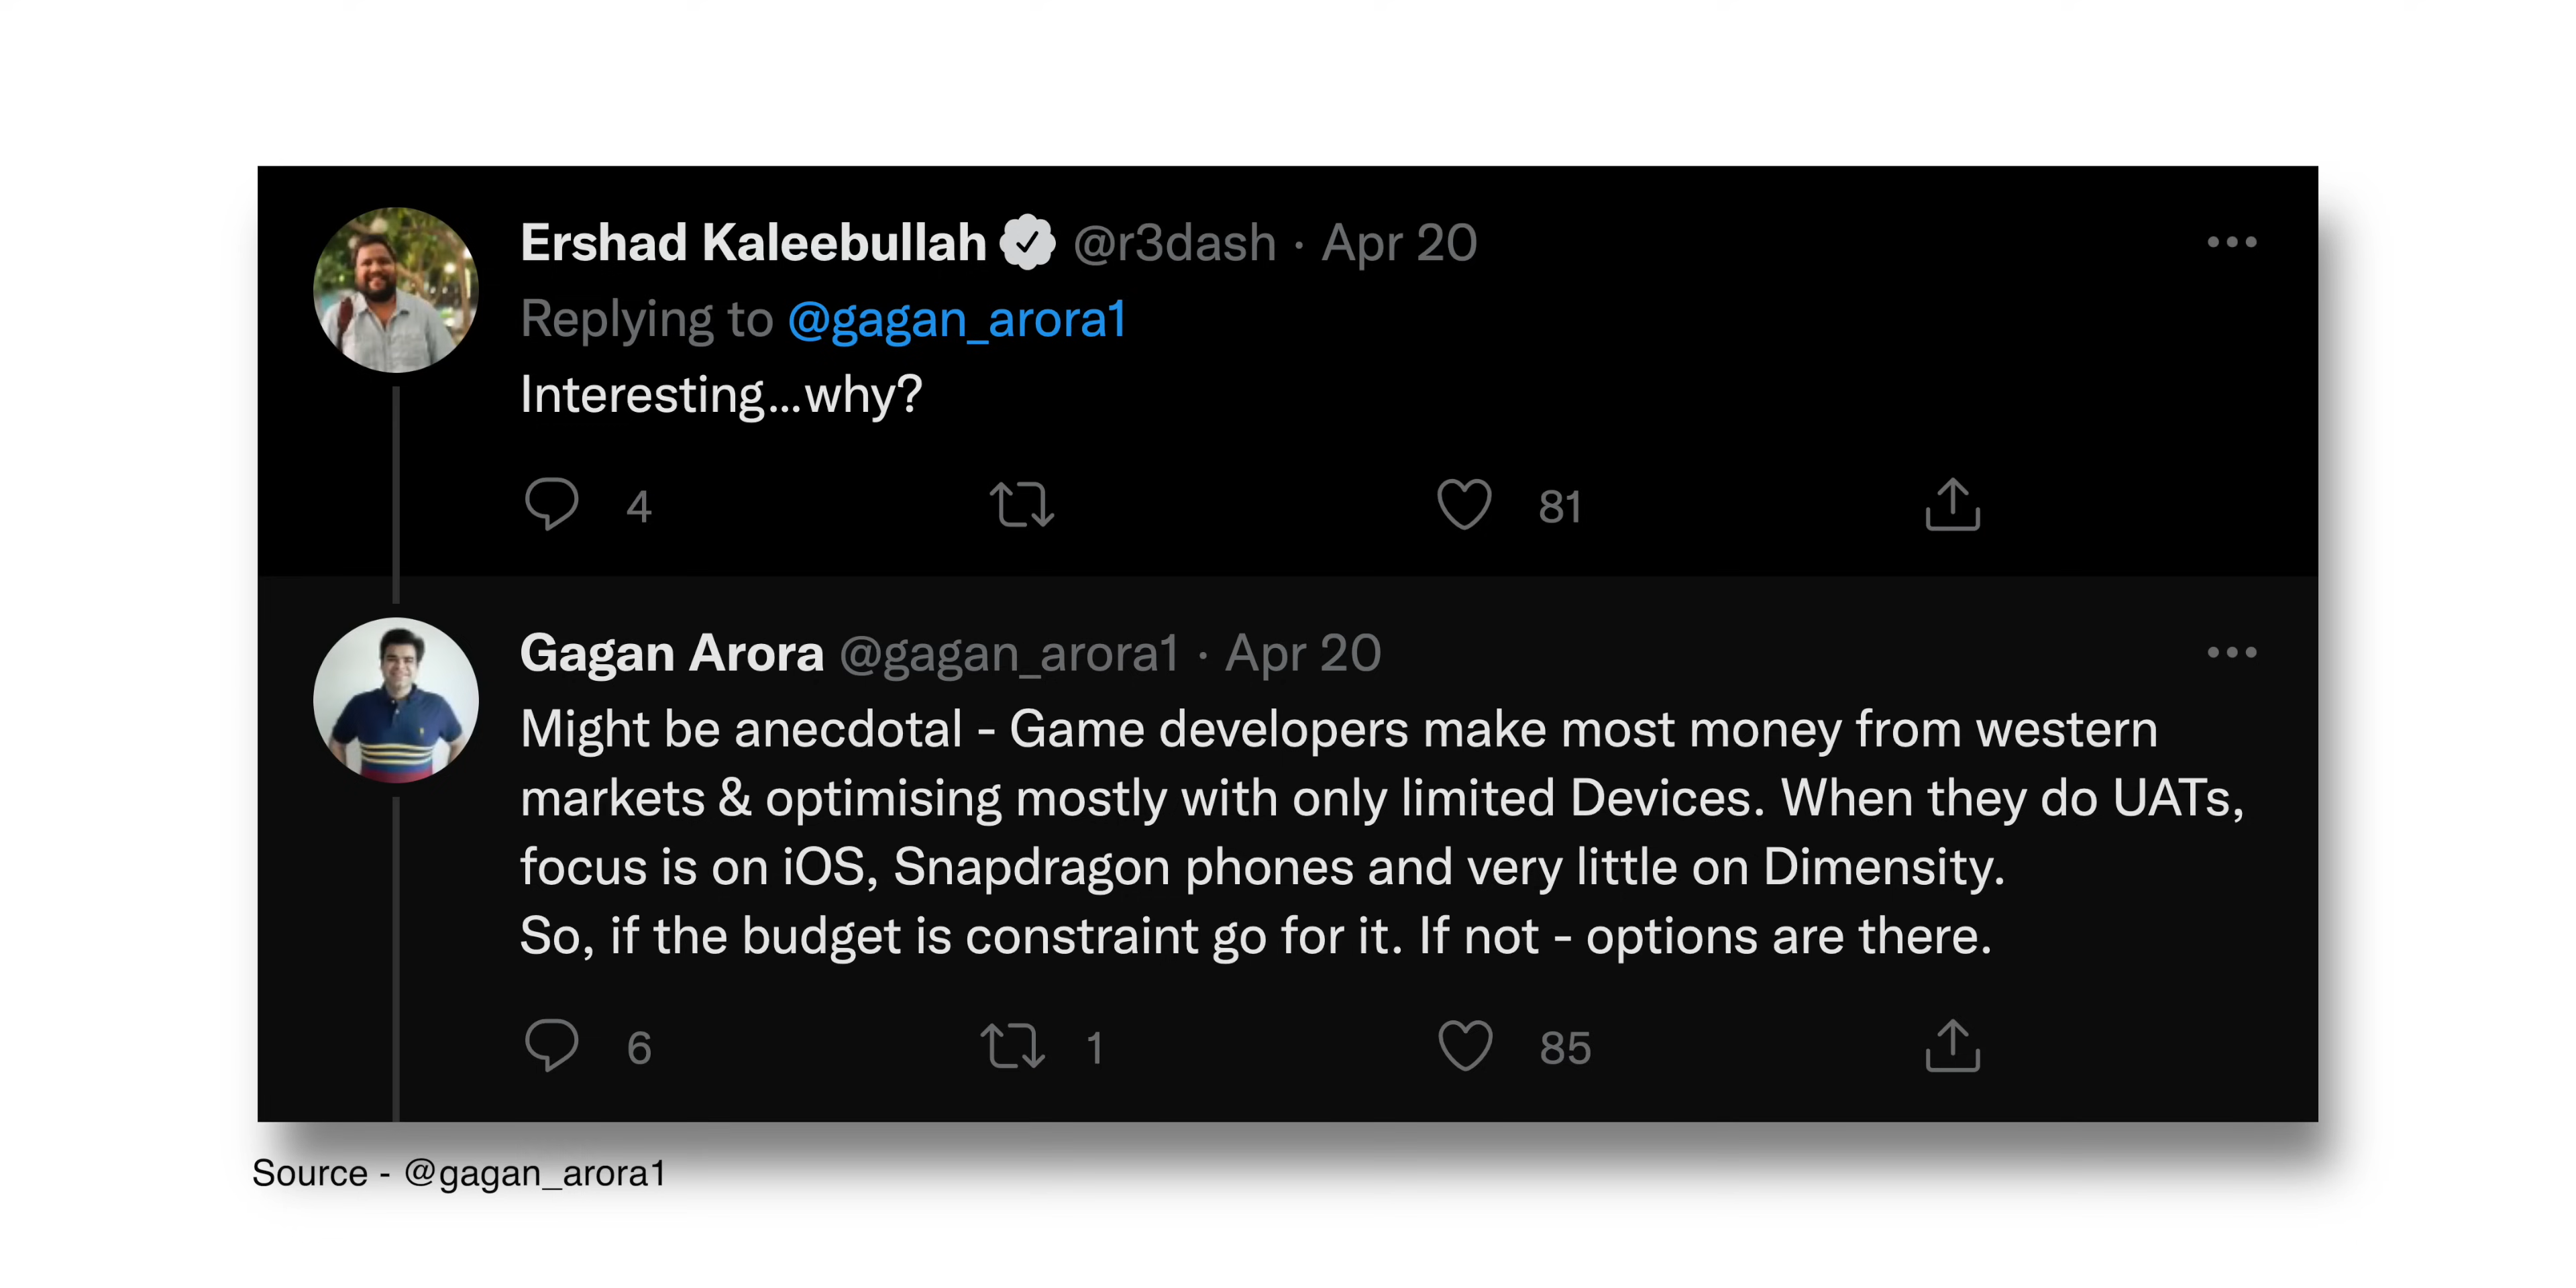 Ershad Kaleebullah @r3dash · Apr 20
Replying to @gagan_arora1
Interesting...why?
4 81
Gagan Arora @gagan_arora1 · Apr 20
Might be anecdotal - Game developers make most money from western
markets & optimising mostly with only limited Devices. When they do UATs,
focus is on iOS, Snapdragon phones and very little on Dimensity.
So, if the budget is constraint go for it. If not - options are there.
6 1 85
Source - @gagan_arora1